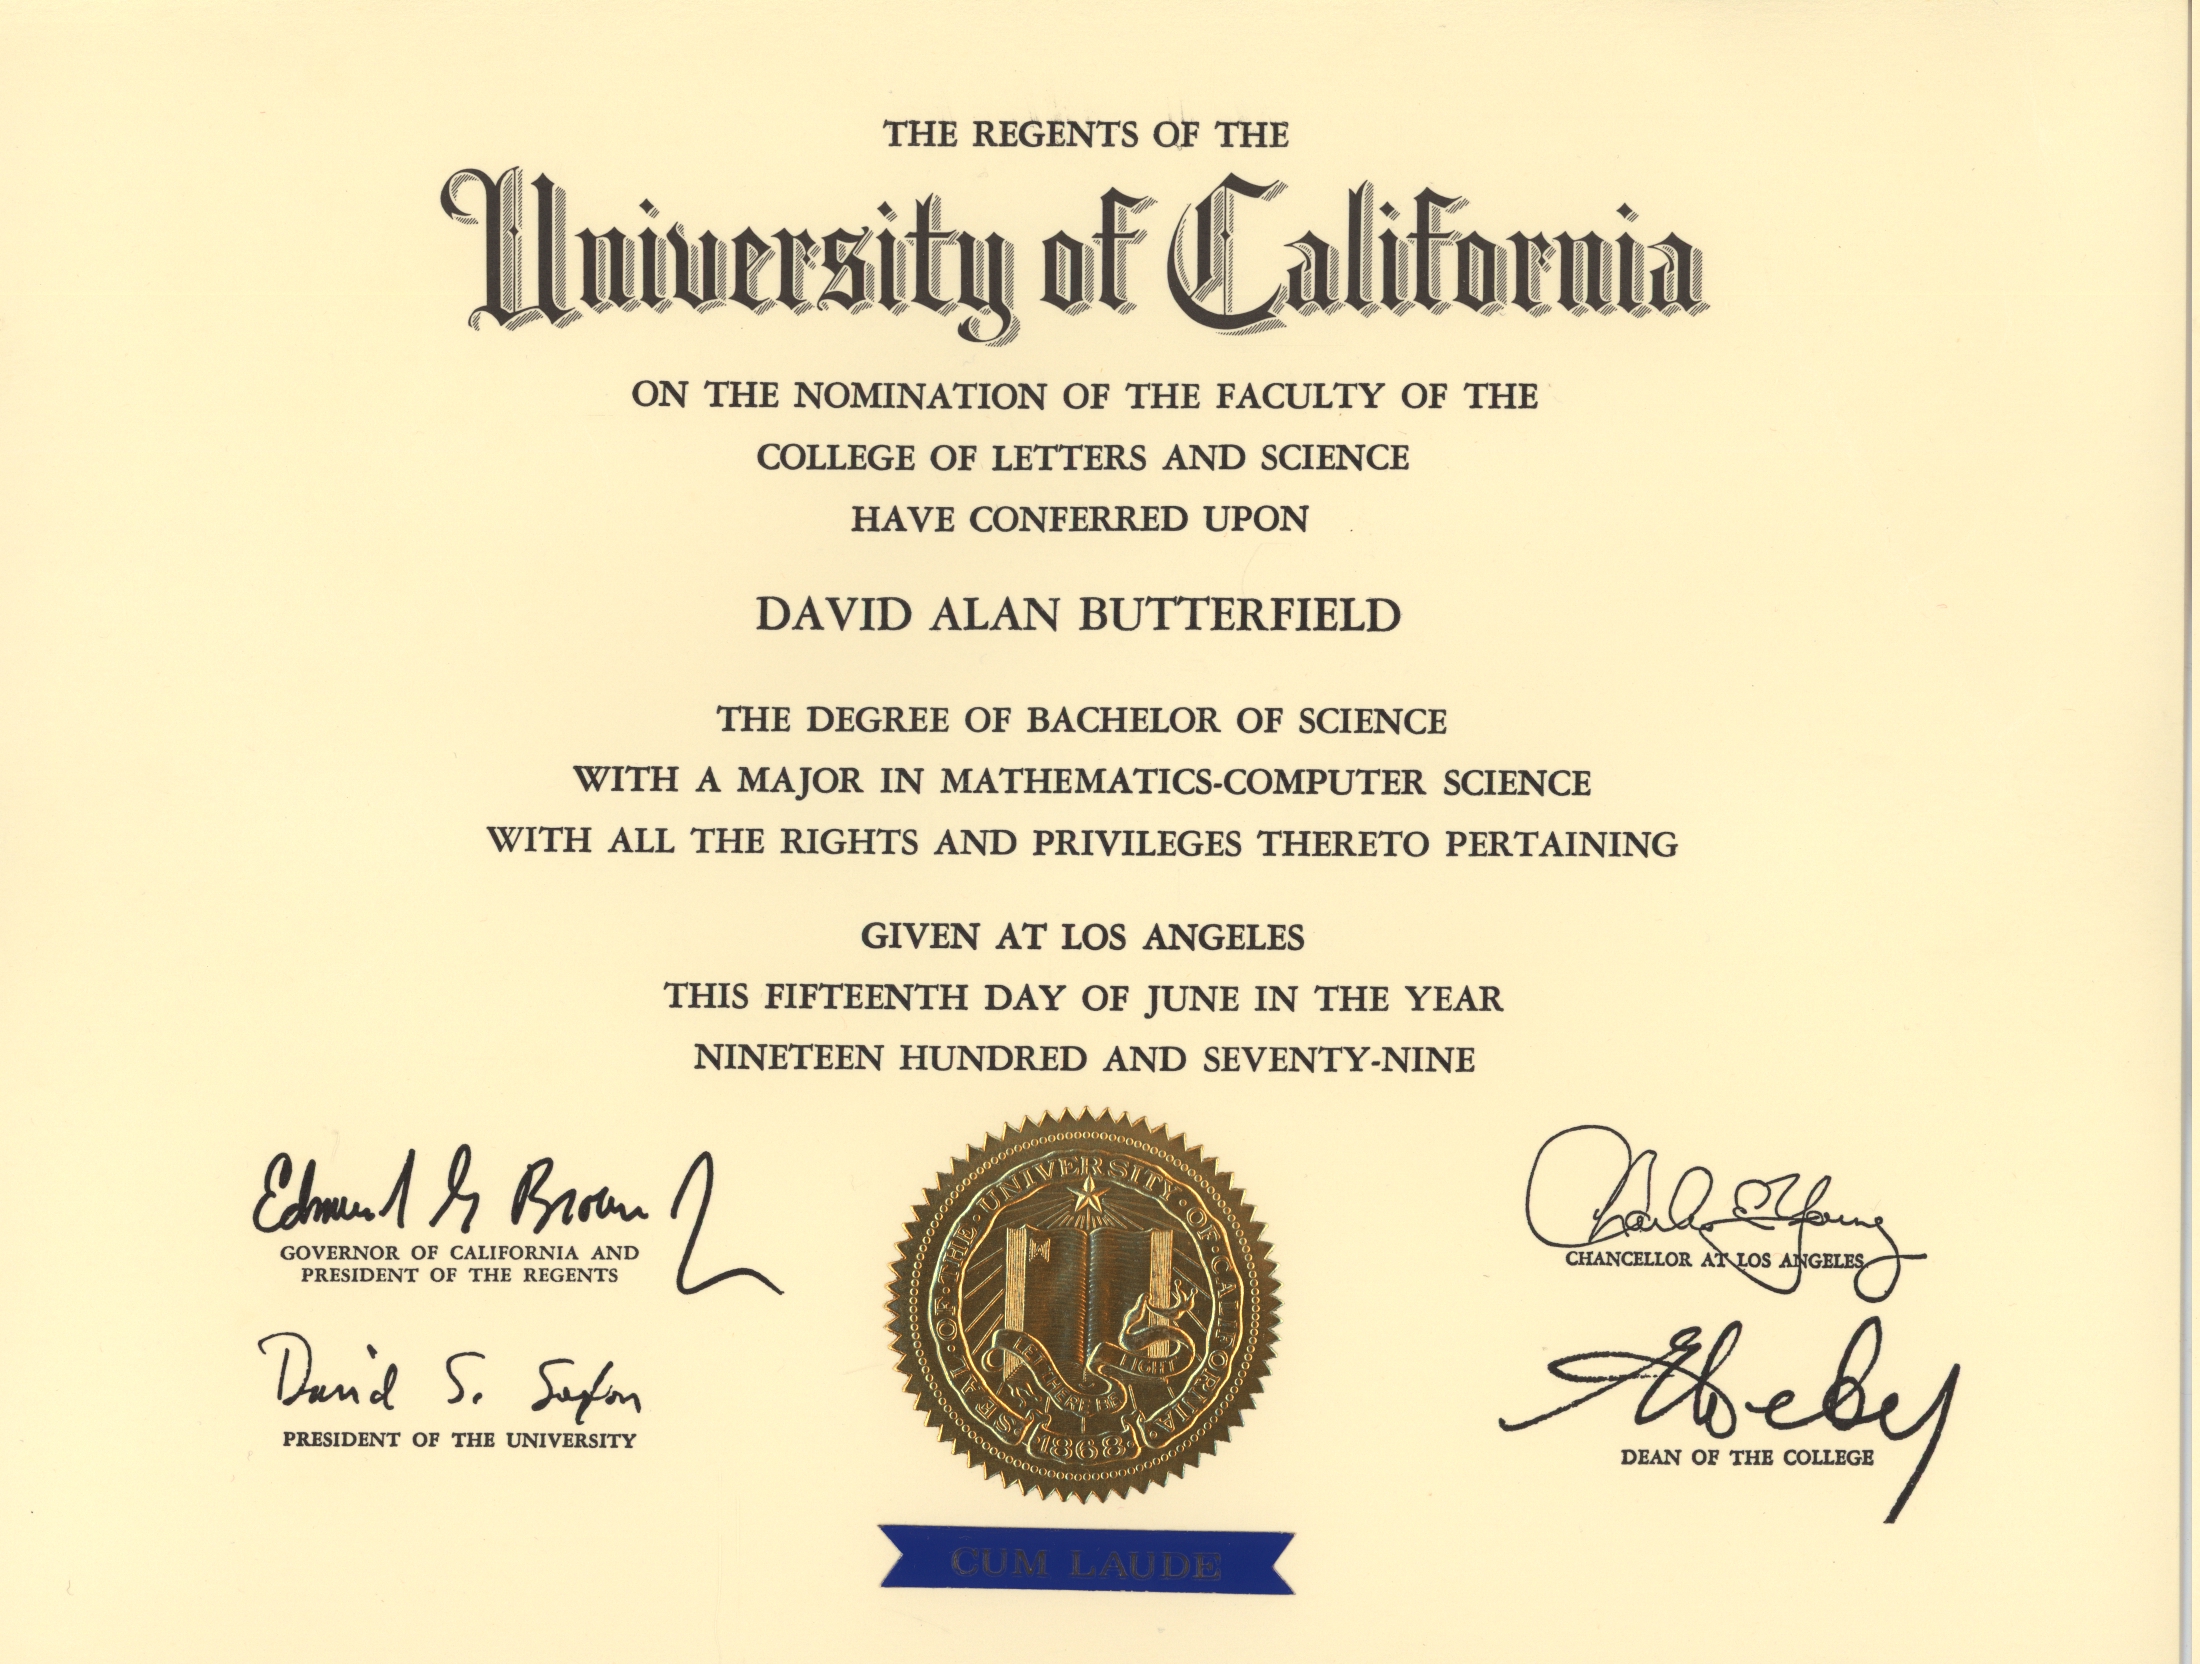 THE REGENTS OF THE
University of California
ON THE NOMINATION OF THE FACULTY OF THE
COLLEGE OF LETTERS AND SCIENCE
HAVE CONFERRED UPON
DAVID ALAN BUTTERFIELD
THE DEGREE OF BACHELOR OF SCIENCE
WITH A MAJOR IN MATHEMATICS-COMPUTER SCIENCE
WITH ALL THE RIGHTS AND PRIVILEGES THERETO PERTAINING
GIVEN AT LOS ANGELES
THIS FIFTEENTH DAY OF JUNE IN THE YEAR
NINETEEN HUNDRED AND SEVENTY-NINE
Edmund G Brown Jr
GOVERNOR OF CALIFORNIA AND
PRESIDENT OF THE REGENTS
David S. Saxon
PRESIDENT OF THE UNIVERSITY
SEAL·OF·THE·UNIVERSITY·OF·CALIFORNIA·
LET THERE BE LIGHT
1868
Charles E Young
CHANCELLOR AT LOS ANGELES
DEAN OF THE COLLEGE
CUM LAUDE